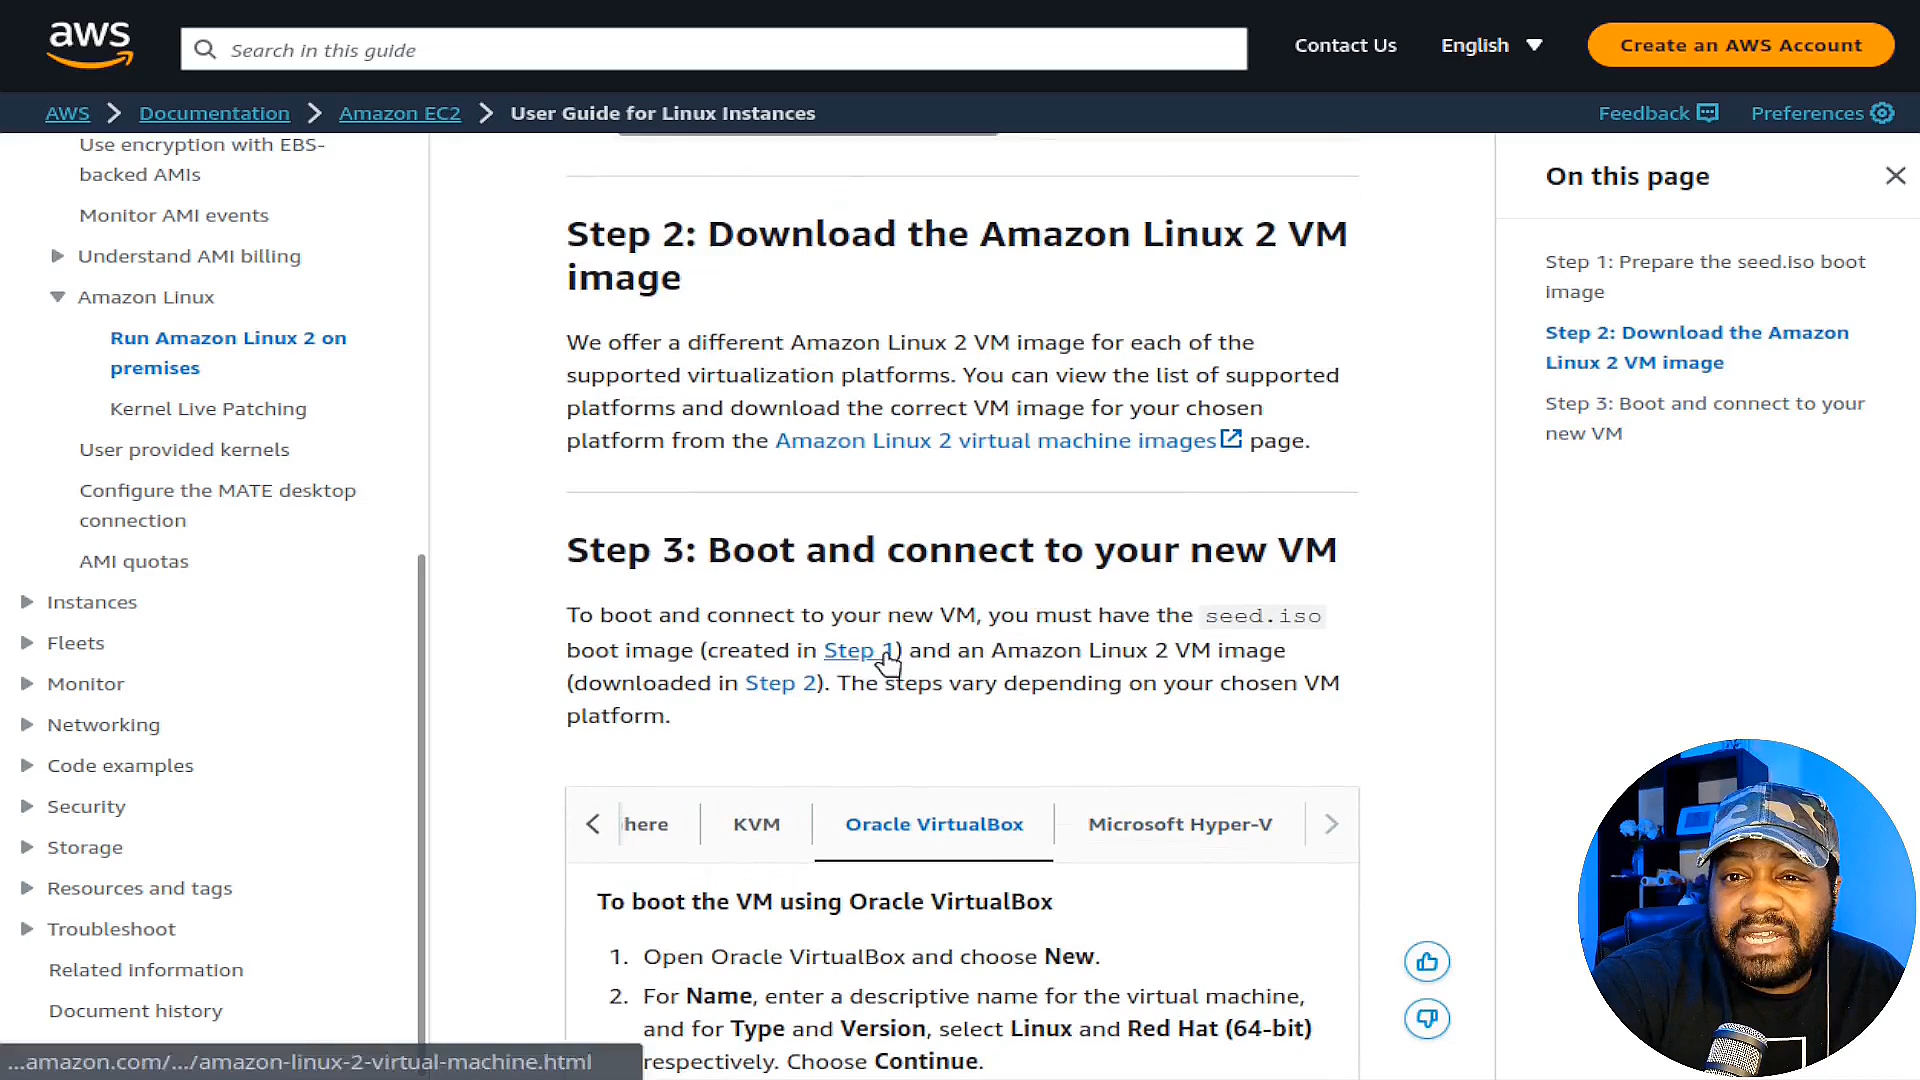 aws
Search in this guide
Contact Us
English
Create an AWS Account
AWS
Documentation
Amazon EC2
User Guide for Linux Instances
Feedback
Preferences
Use encryption with EBS-
backed AMIs
Monitor AMI events
Understand AMI billing
Amazon Linux
Run Amazon Linux 2 on
premises
Kernel Live Patching
User provided kernels
Configure the MATE desktop
connection
AMI quotas
Instances
Fleets
Monitor
Networking
Code examples
Security
Storage
Resources and tags
Troubleshoot
Related information
Document history
...amazon.com/.../amazon-linux-2-virtual-machine.html
Step 2: Download the Amazon Linux 2 VM
image
We offer a different Amazon Linux 2 VM image for each of the
supported virtualization platforms. You can view the list of supported
platforms and download the correct VM image for your chosen
platform from the Amazon Linux 2 virtual machine images page.
Step 3: Boot and connect to your new VM
To boot and connect to your new VM, you must have the seed.iso
boot image (created in Step 1) and an Amazon Linux 2 VM image
(downloaded in Step 2). The steps vary depending on your chosen VM
platform.
here
KVM
Oracle VirtualBox
Microsoft Hyper-V
To boot the VM using Oracle VirtualBox
1. Open Oracle VirtualBox and choose New.
2. For Name, enter a descriptive name for the virtual machine,
and for Type and Version, select Linux and Red Hat (64-bit)
respectively. Choose Continue.
On this page
Step 1: Prepare the seed.iso boot
image
Step 2: Download the Amazon
Linux 2 VM image
Step 3: Boot and connect to your
new VM